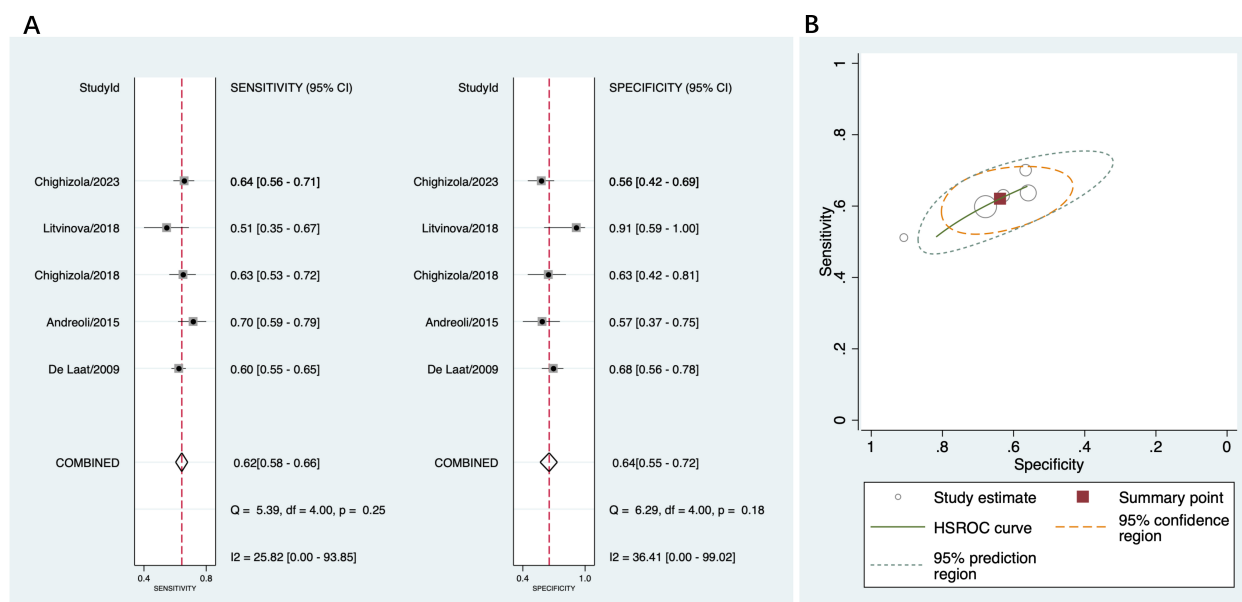 A
StudyId
SENSITIVITY (95% CI)
Chighizola/2023
0.64 [0.56 - 0.71]
Litvinova/2018
0.51 [0.35 - 0.67]
Chighizola/2018
0.63 [0.53 - 0.72]
Andreoli/2015
0.70 [0.59 - 0.79]
De Laat/2009
0.60 [0.55 - 0.65]
COMBINED
0.62[0.58 - 0.66]
Q = 5.39, df = 4.00, p = 0.25
I2 = 25.82 [0.00 - 93.85]
0.4
0.8
SENSITIVITY
StudyId
SPECIFICITY (95% CI)
Chighizola/2023
0.56 [0.42 - 0.69]
Litvinova/2018
0.91 [0.59 - 1.00]
Chighizola/2018
0.63 [0.42 - 0.81]
Andreoli/2015
0.57 [0.37 - 0.75]
De Laat/2009
0.68 [0.56 - 0.78]
COMBINED
0.64[0.55 - 0.72]
Q = 6.29, df = 4.00, p = 0.18
I2 = 36.41 [0.00 - 99.02]
0.4
1.0
SPECIFICITY
B
1
.8
.6
.4
.2
0
Sensitivity
1
.8
.6
.4
.2
0
Specificity
Study estimate
Summary point
HSROC curve
95% confidence
region
95% prediction
region